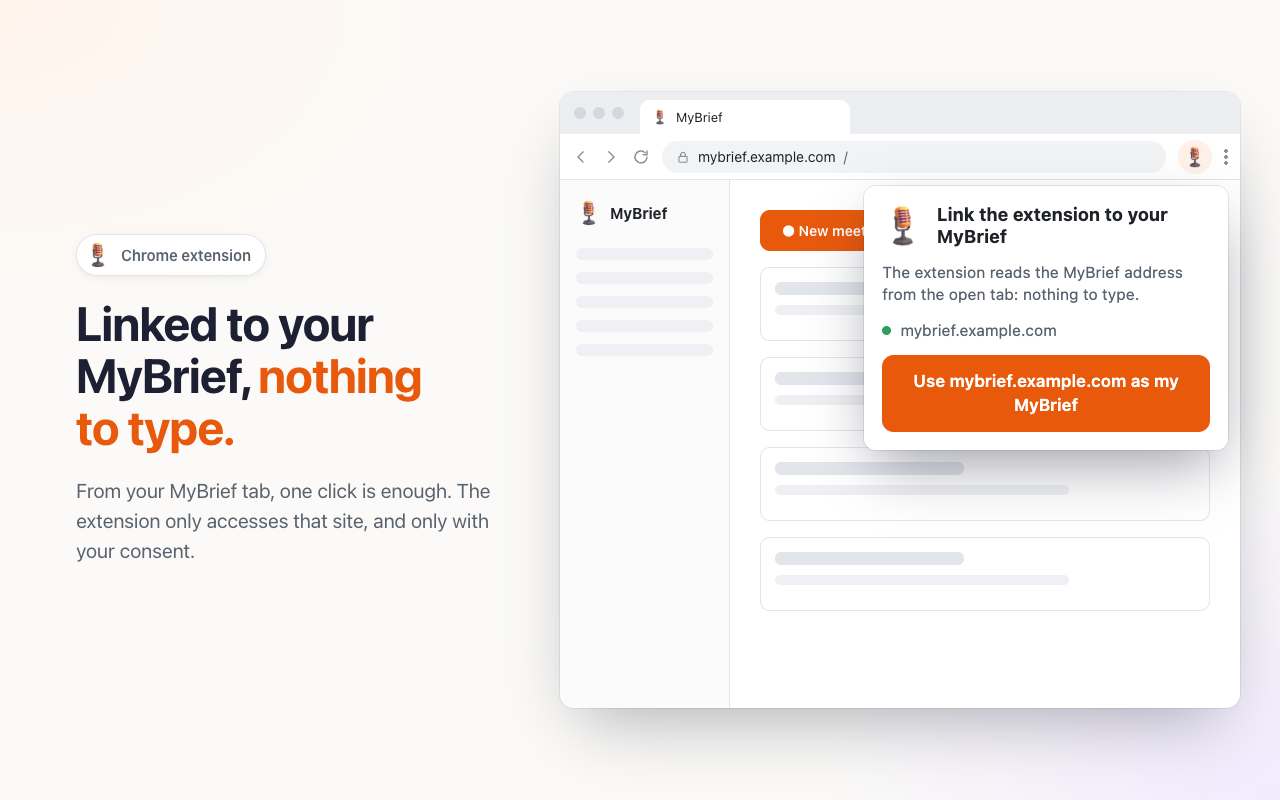 Chrome extension
Linked to your
MyBrief, nothing
to type.
From your MyBrief tab, one click is enough. The
extension only accesses that site, and only with
your consent.
MyBrief
mybrief.example.com /
MyBrief
New meet
Link the extension to your
MyBrief
The extension reads the MyBrief address
from the open tab: nothing to type.
mybrief.example.com
Use mybrief.example.com as my
MyBrief